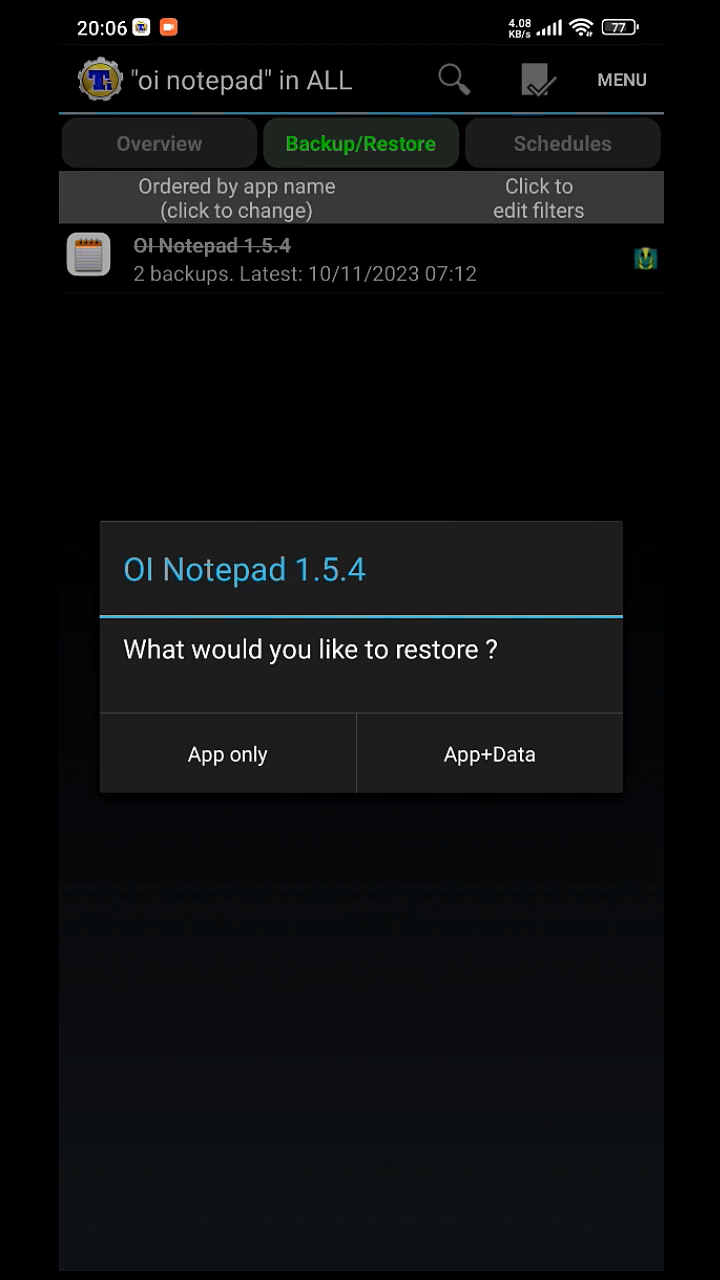 20:06
4.08
KB/s
77
"oi notepad" in ALL
MENU
Overview
Backup/Restore
Schedules
Ordered by app name
(click to change)
Click to
edit filters
OI Notepad 1.5.4
2 backups. Latest: 10/11/2023 07:12
OI Notepad 1.5.4
What would you like to restore ?
App only
App+Data